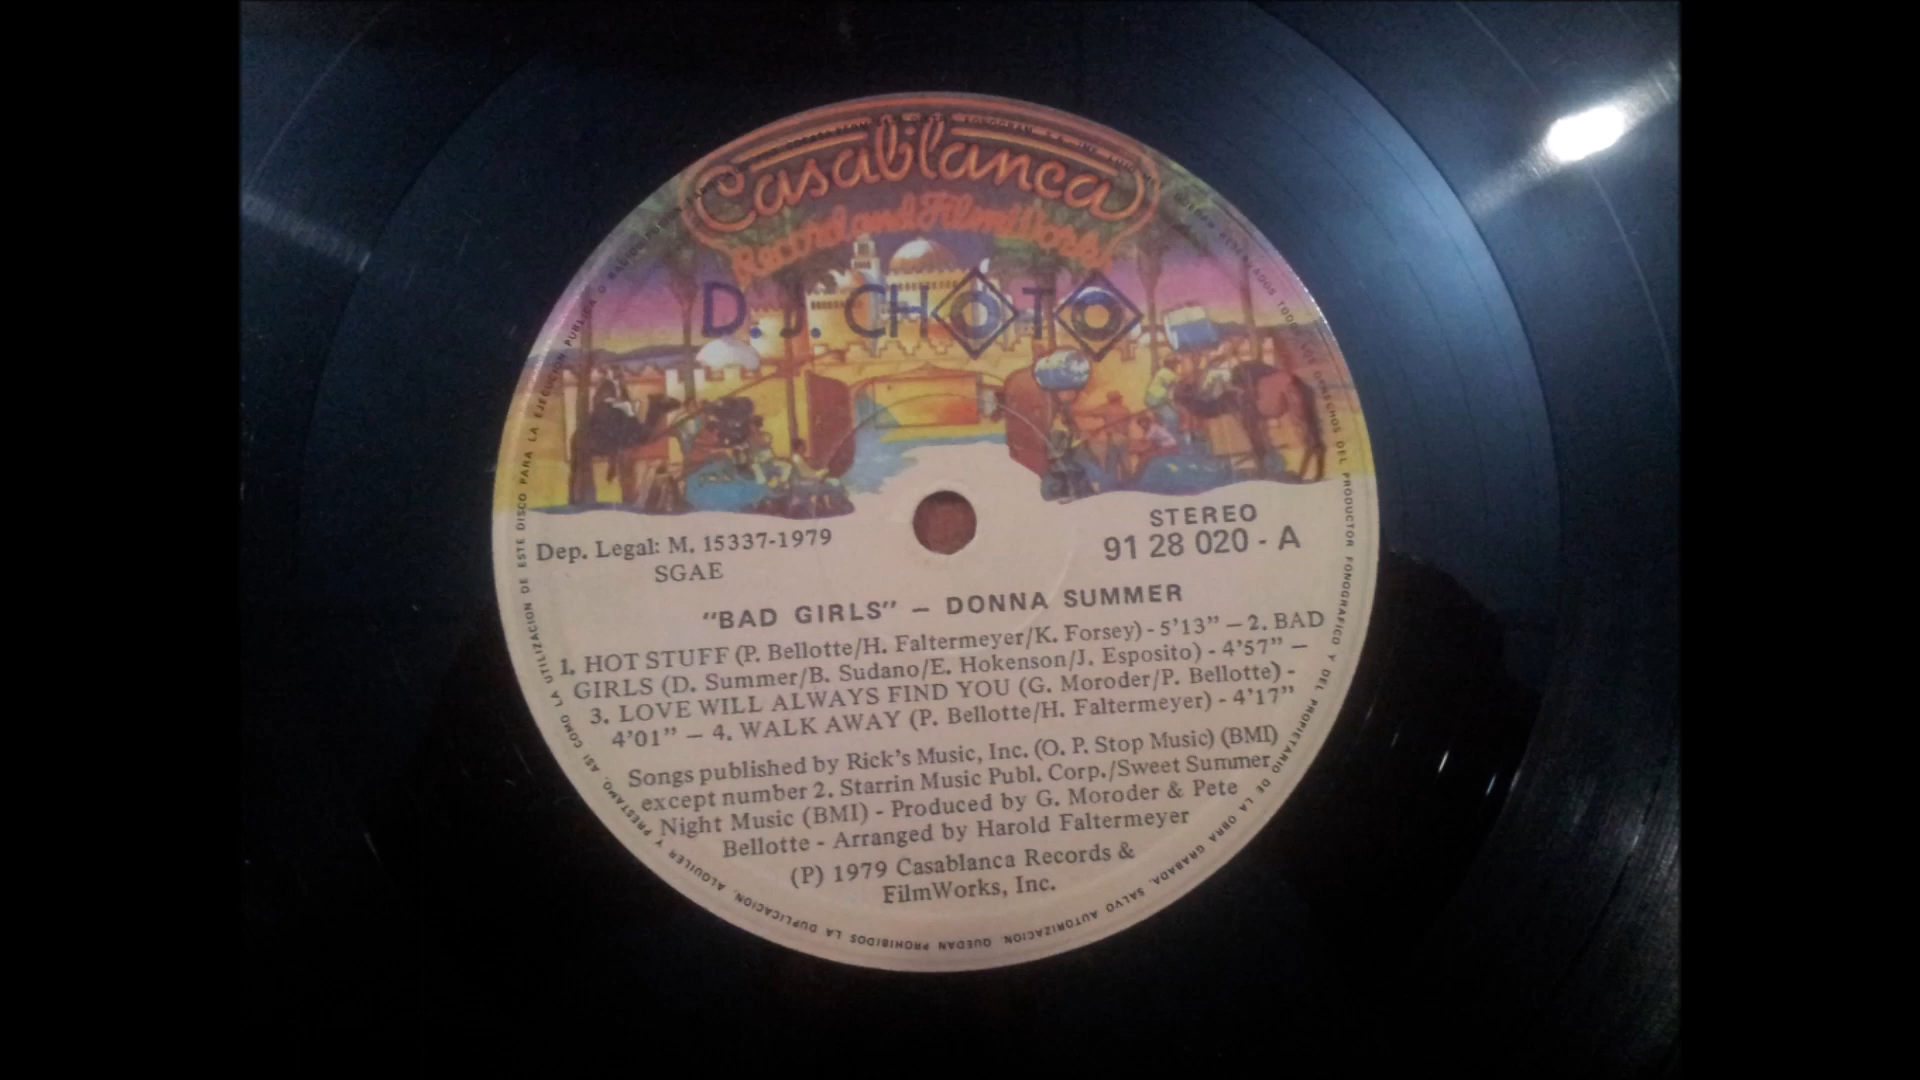 Casablanca
Record and FilmWorks
D. J. CHOTO
Dep. Legal: M. 15337-1979
SGAE
STEREO
91 28 020 - A
"BAD GIRLS" – DONNA SUMMER
1. HOT STUFF (P. Bellotte/H. Faltermeyer/K. Forsey) - 5'13" – 2. BAD
GIRLS (D. Summer/B. Sudano/E. Hokenson/J. Esposito) - 4'57" –
3. LOVE WILL ALWAYS FIND YOU (G. Moroder/P. Bellotte) -
4'01" – 4. WALK AWAY (P. Bellotte/H. Faltermeyer) - 4'17"
Songs published by Rick's Music, Inc. (O. P. Stop Music) (BMI)
except number 2. Starrin Music Publ. Corp./Sweet Summer
Night Music (BMI) - Produced by G. Moroder & Pete
Bellotte - Arranged by Harold Faltermeyer
(P) 1979 Casablanca Records &
FilmWorks, Inc.
QUEDAN RESERVADOS TODOS LOS DERECHOS DEL PRODUCTOR FONOGRAFICO Y DEL PROPIETARIO DE LA OBRA GRABADA. SALVO AUTORIZACION, QUEDAN PROHIBIDOS LA DUPLICACION, ALQUILER Y PRESTAMO, ASI COMO LA UTILIZACION DE ESTE DISCO PARA LA EJECUCION PUBLICA O